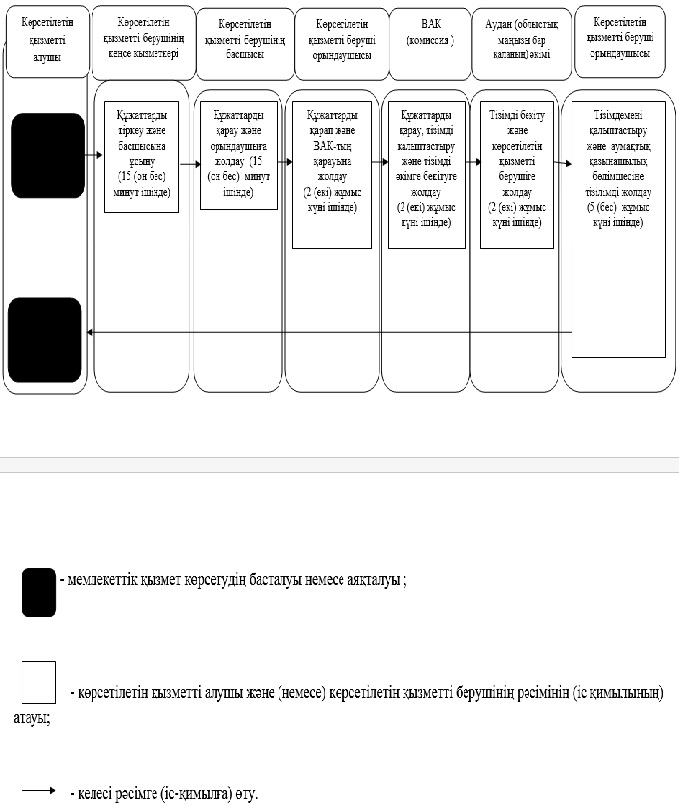 Көрсетілетін
қызметті
алушы
Көрсетілетін
қызметті берушінің
кеңсе қызметкері
Көрсетілетін
қызметті берушінің
басшысы
Көрсетілетін
қызметті беруші
орындаушысы
ВАК
(комиссия )
Аудан (облыстық
маңызы бар
қаланың) әкімі
Көрсетілетін
қызметті беруші
орындаушысы
Құжаттарды
тіркеу және
басшысына
ұсыну
(15 (он бес)
минут ішінде)
Құжаттарды
қарау және
орындаушыға
жолдау (15
(он бес) минут
ішінде)
Құжаттарды
қарап және
ВАК-тың
қарауына
жолдау
(2 (екі) жұмыс
күні ішінде)
Құжаттарды
қарау, тізімді
қалыптастыру
және тізімді
әкімге бекітуге
жолдау
(2 (екі) жұмыс
күні ішінде)
Тізімді бекіту
және
көрсетілетін
қызметті
берушіге
жолдау
(2 (екі) жұмыс
күні ішінде)
Тізімдемені
қалыптастыру
және аумақтық
қазынашылық
бөлімшесіне
тізілімді жолдау
(5 (бес) жұмыс
күні ішінде)
- мемлекеттік қызмет көрсетудің басталуы немесе аяқталуы ;
- көрсетілетін қызметті алушы және (немесе) көрсетілетін қызметті берушінің рәсімінің (іс қимылының)
атауы;
- келесі рәсімге (іс-қимылға) өту.